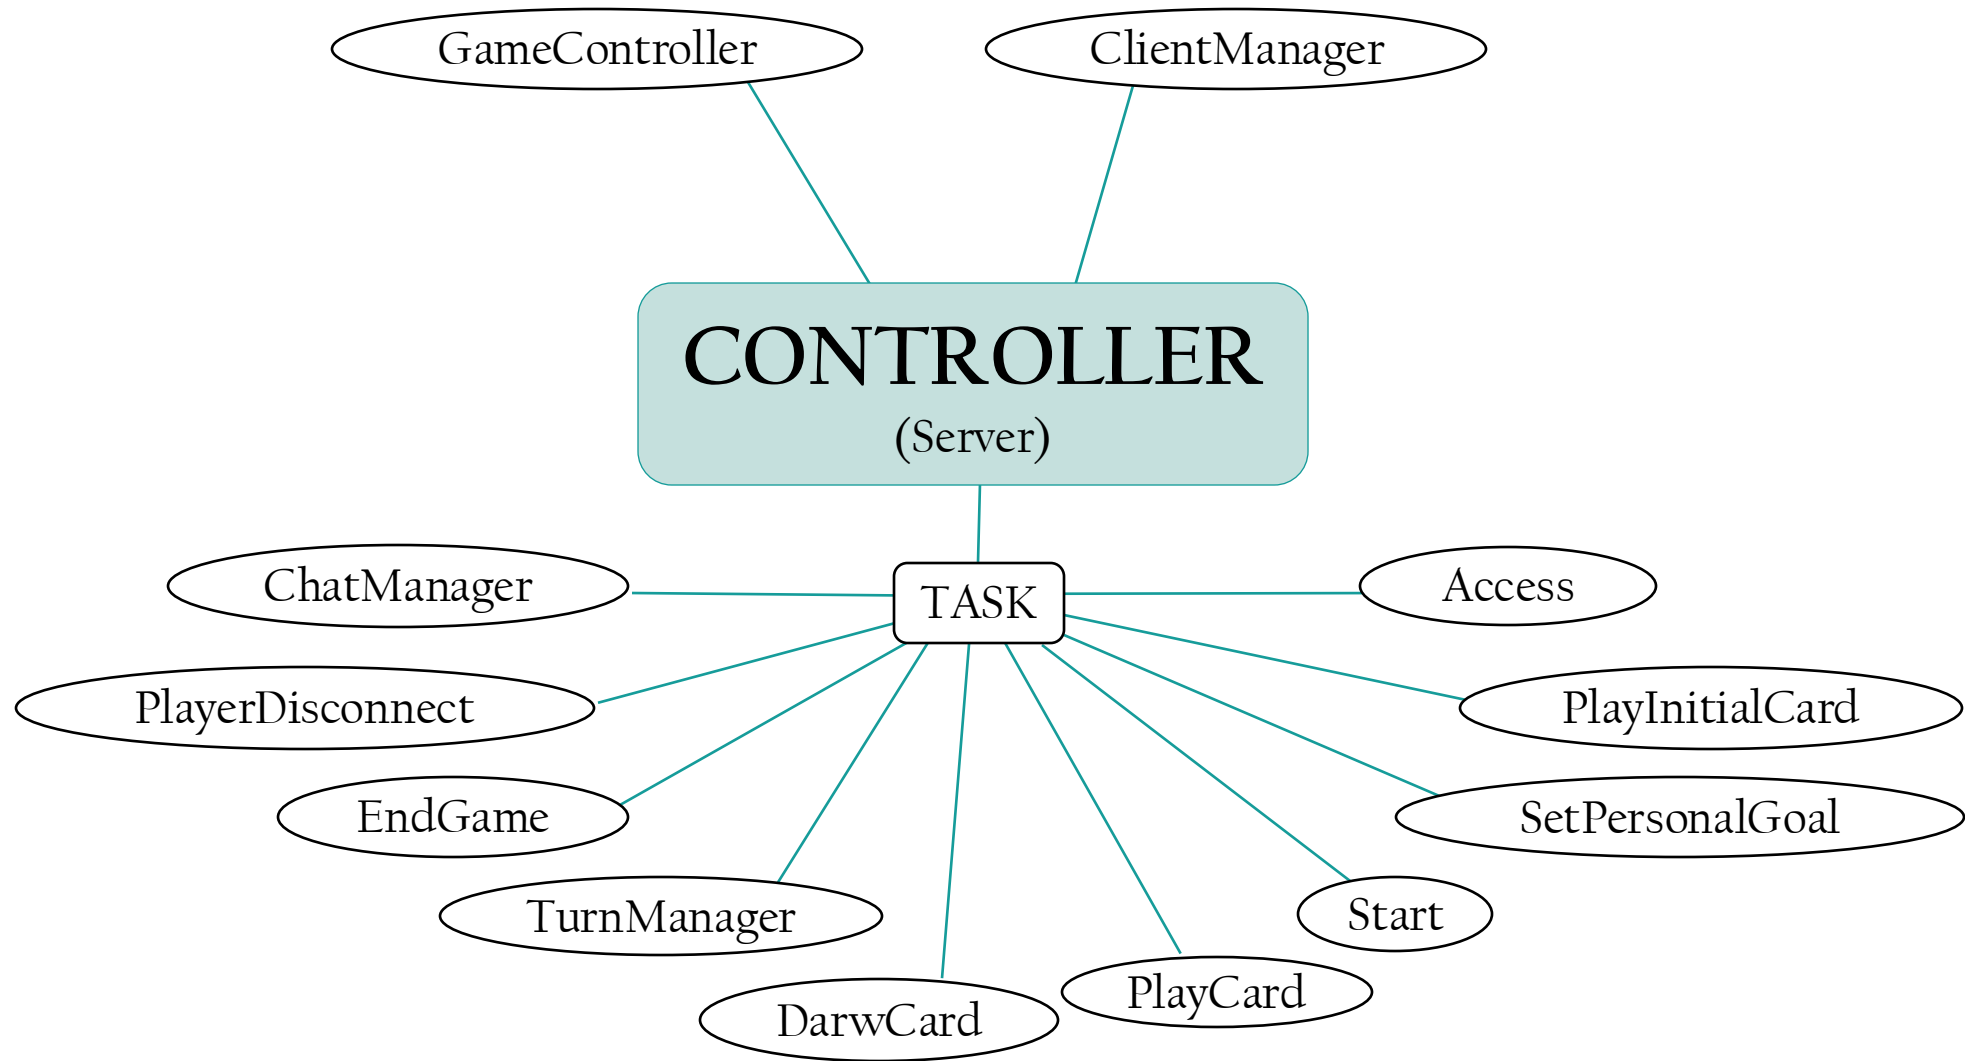 GameController
ClientManager
CONTROLLER
(Server)
ChatManager
TASK
Access
PlayerDisconnect
PlayInitialCard
EndGame
SetPersonalGoal
TurnManager
Start
DarwCard
PlayCard